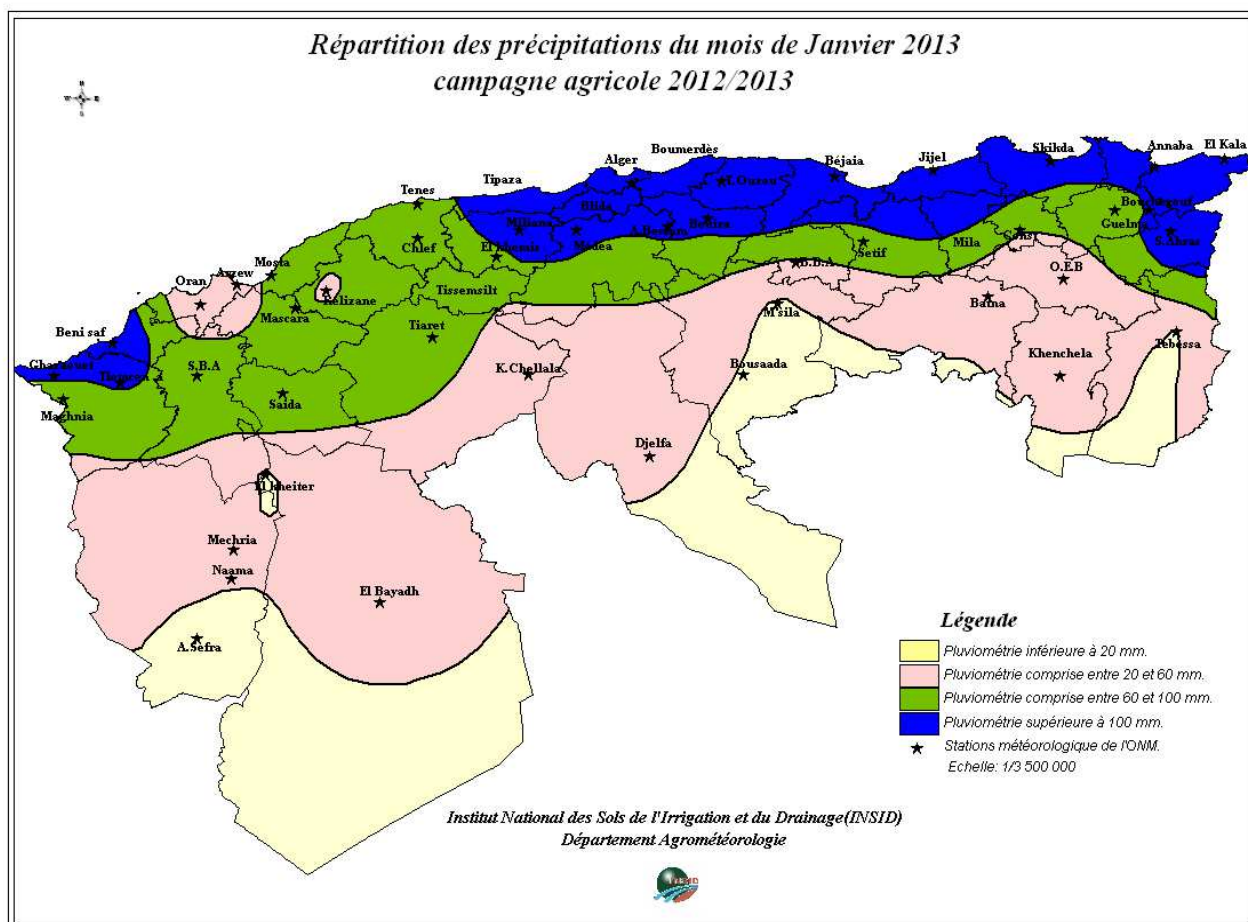 Répartition des précipitations du mois de Janvier 2013
campagne agricole 2012/2013
N
W E
S
El Kala
Annaba
Skikda
Jijel
Béjaia
Boumerdès
Alger
Tipaza
Tenes
T.Ouzou
Blida
Miliana
Médea
Bouira
Guelma
S.Ahras
Chlef
El khemis
Setif
Mila
Const
B.B.A
O.E.B
Mosta
Arzew
Oran
Relizane
Tissemsilt
Mascara
Tiaret
Batna
M'sila
Beni saf
Tebessa
Ghazaouet
Tlemcen
S.B.A
Maghnia
Saida
K.Chellala
Bousaada
Khenchela
Djelfa
El kheiter
Mechria
Naama
El Bayadh
A.Sefra
Légende
Pluviométrie inférieure à 20 mm.
Pluviométrie comprise entre 20 et 60 mm.
Pluviométrie comprise entre 60 et 100 mm.
Pluviométrie supérieure à 100 mm.
Stations météorologique de l'ONM.
Echelle: 1/3 500 000
Institut National des Sols de l'Irrigation et du Drainage(INSID)
Département Agrométéorologie